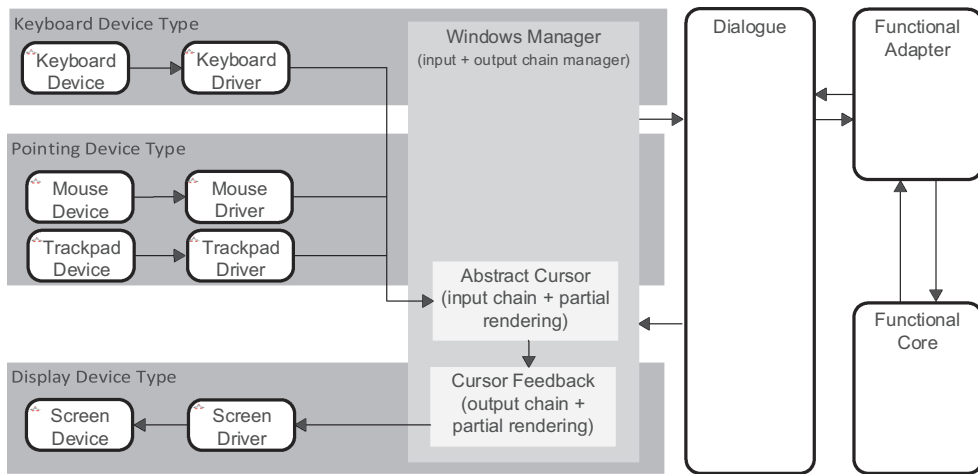 Keyboard Device Type
Keyboard
Device
Keyboard
Driver
Windows Manager
(input + output chain manager)
Dialogue
Functional
Adapter
Pointing Device Type
Mouse
Device
Mouse
Driver
Trackpad
Device
Trackpad
Driver
Abstract Cursor
(input chain + partial
rendering)
Functional
Core
Display Device Type
Screen
Device
Screen
Driver
Cursor Feedback
(output chain +
partial rendering)